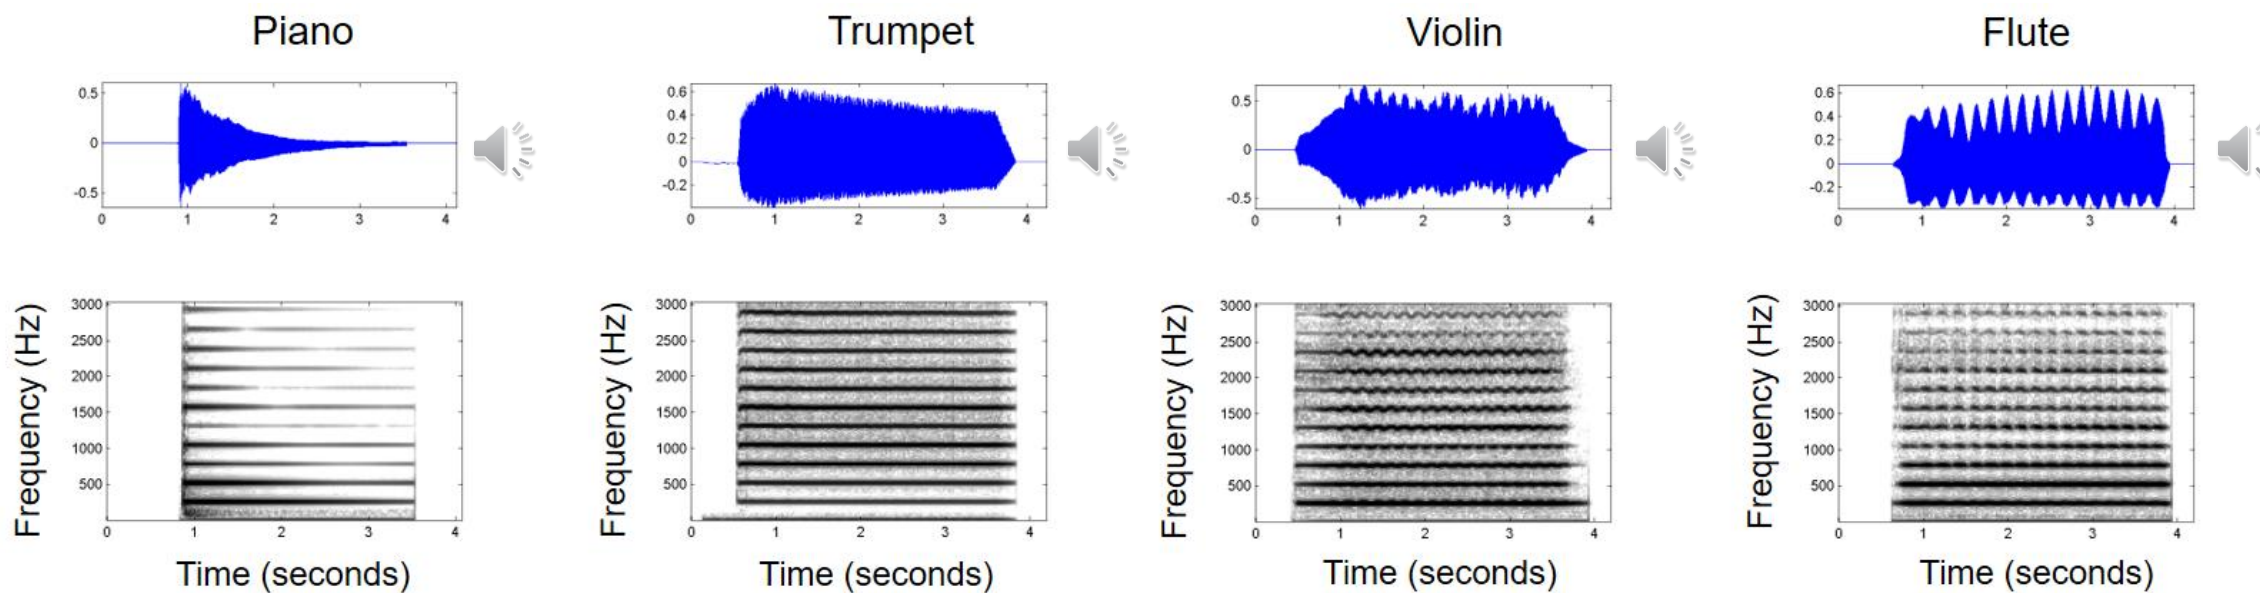 Piano
Trumpet
Violin
Flute
0.5
0
-0.5
0 1 2 3 4
0.6
0.4
0.2
0
-0.2
0 1 2 3 4
0.5
0
-0.5
0 1 2 3 4
0.6
0.4
0.2
0
-0.2
0 1 2 3 4
Frequency (Hz)
3000
2500
2000
1500
1000
500
0 1 2 3 4
Time (seconds)
Frequency (Hz)
3000
2500
2000
1500
1000
500
0 1 2 3 4
Time (seconds)
Frequency (Hz)
3000
2500
2000
1500
1000
500
0 1 2 3 4
Time (seconds)
Frequency (Hz)
3000
2500
2000
1500
1000
500
0 1 2 3 4
Time (seconds)